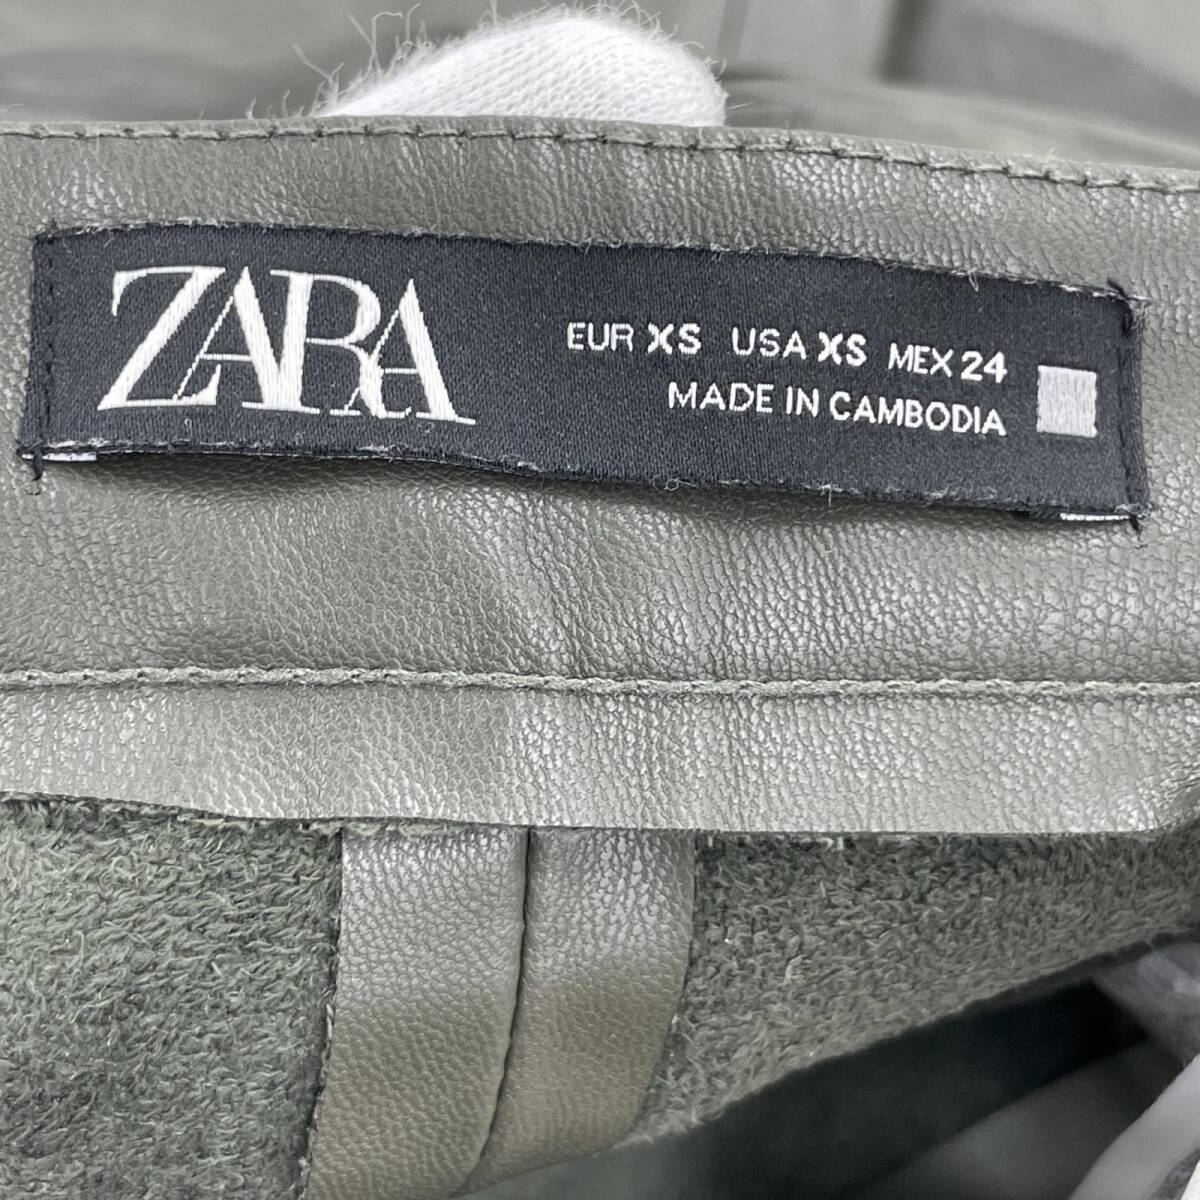 ZARA
EUR XS USA XS MEX 24
MADE IN CAMBODIA